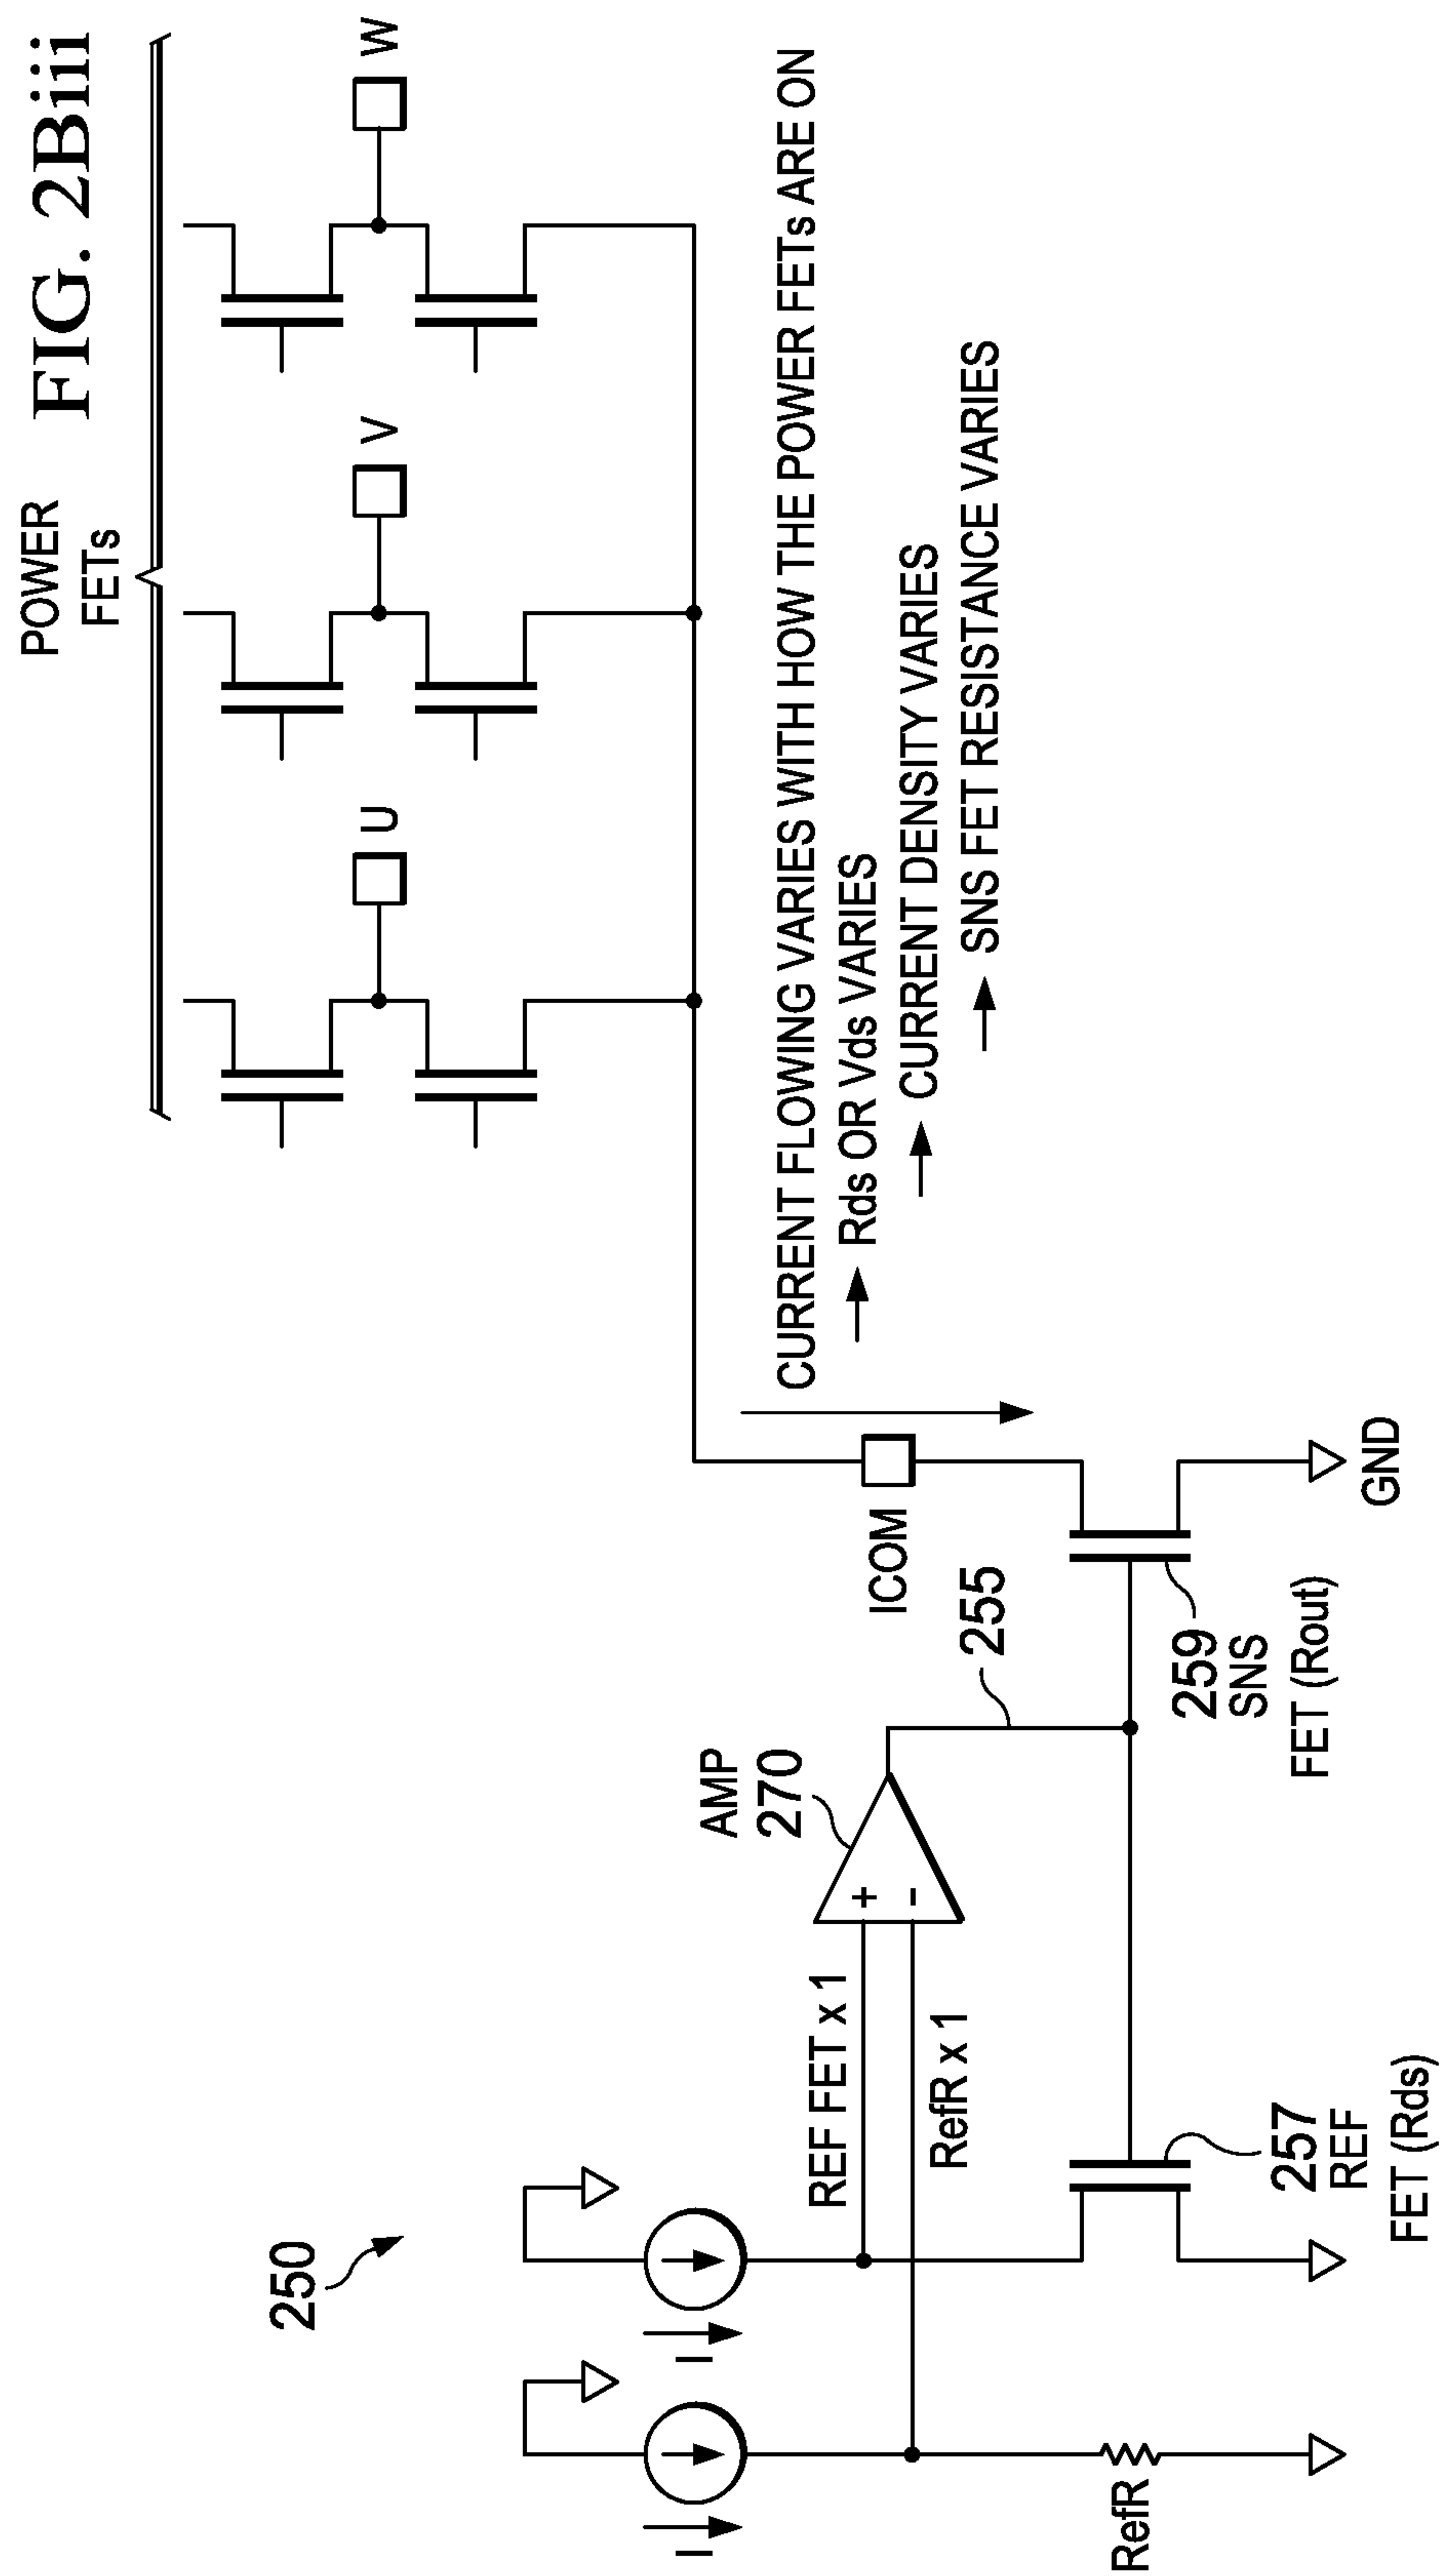 FIG. 2Biii
POWER
FETs
U
V
W
250
I
I
AMP
270
REF FET x 1
RefR x 1
+
-
255
ICOM
CURRENT FLOWING VARIES WITH HOW THE POWER FETs ARE ON
Rds OR Vds VARIES
CURRENT DENSITY VARIES
SNS FET RESISTANCE VARIES
RefR
257
REF
FET (Rds)
259
SNS
FET (Rout)
GND